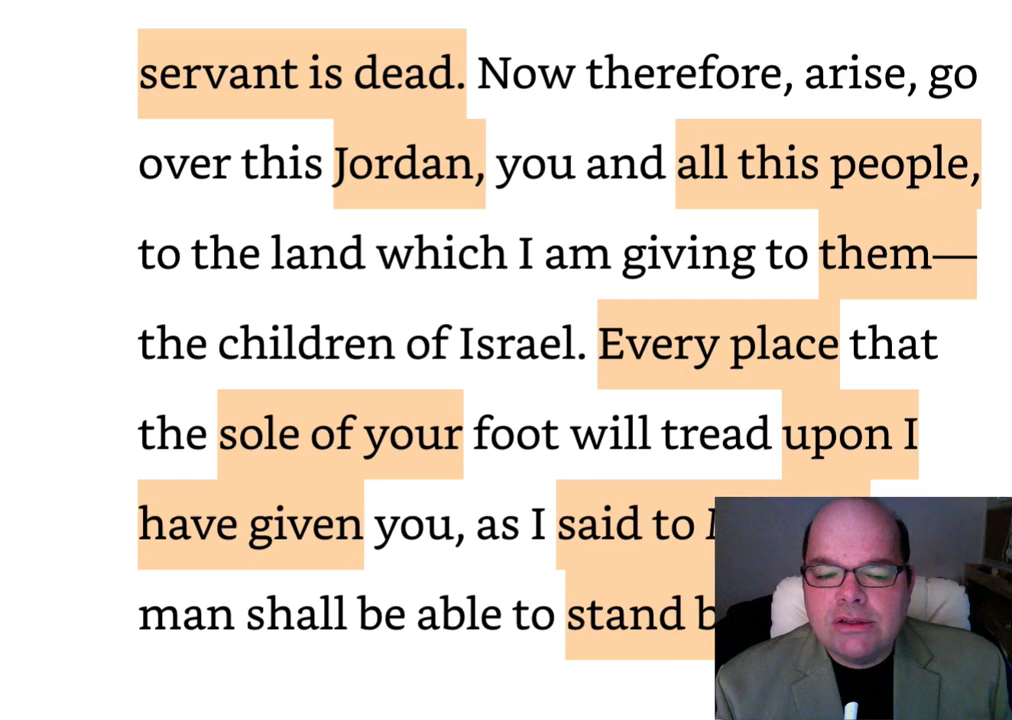 servant is dead. Now therefore, arise, go
over this Jordan, you and all this people,
to the land which I am giving to them—
the children of Israel. Every place that
the sole of your foot will tread upon I
have given you, as I said to
man shall be able to stand